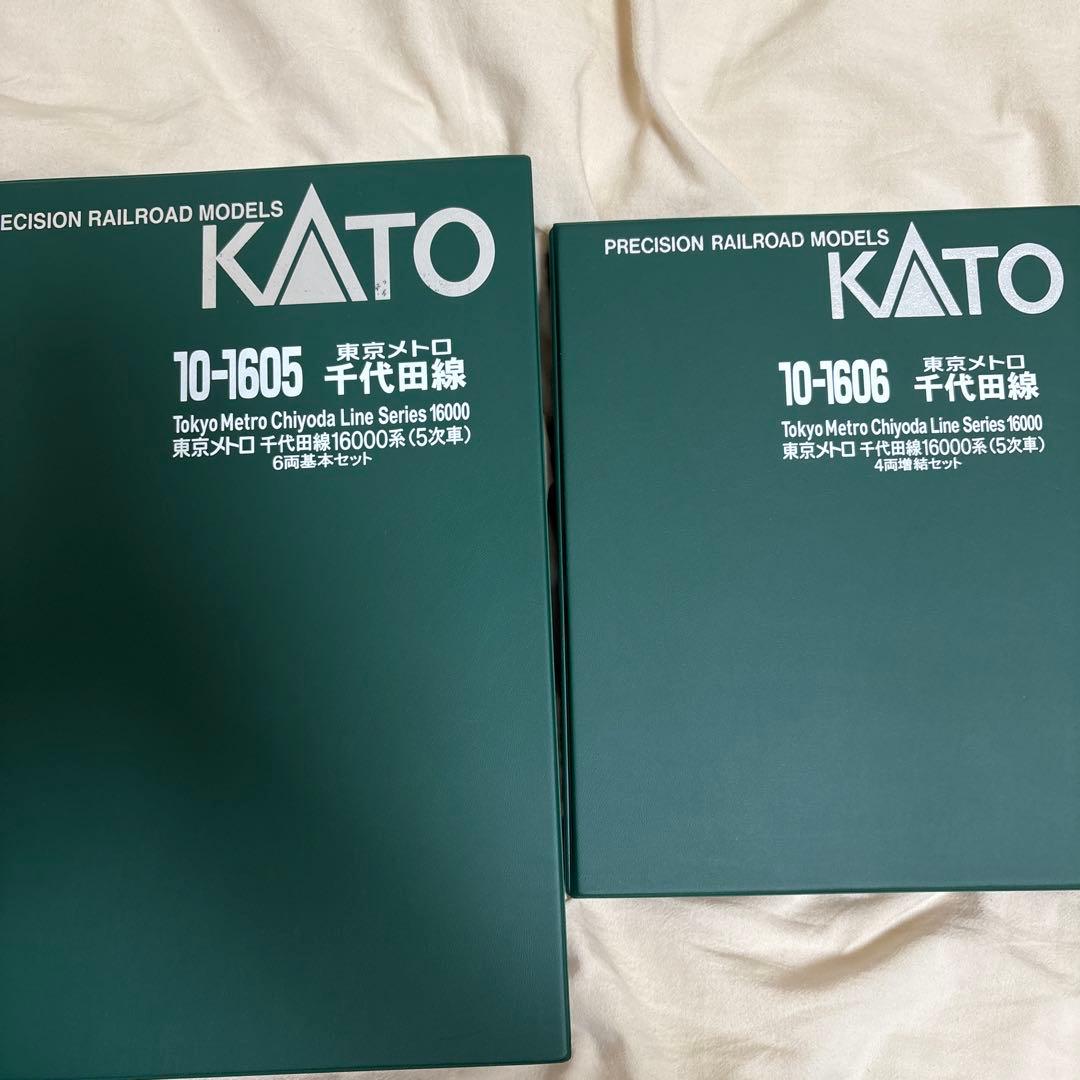 ECISION RAILROAD MODELS
KATO
10-1605
東京メトロ
千代田線
Tokyo Metro Chiyoda Line Series 16000
東京メトロ 千代田線16000系(5次車)
6両基本セット
PRECISION RAILROAD MODELS
KATO
10-1606
東京メトロ
千代田線
Tokyo Metro Chiyoda Line Series 16000
東京メトロ 千代田線16000系(5次車)
4両増結セット